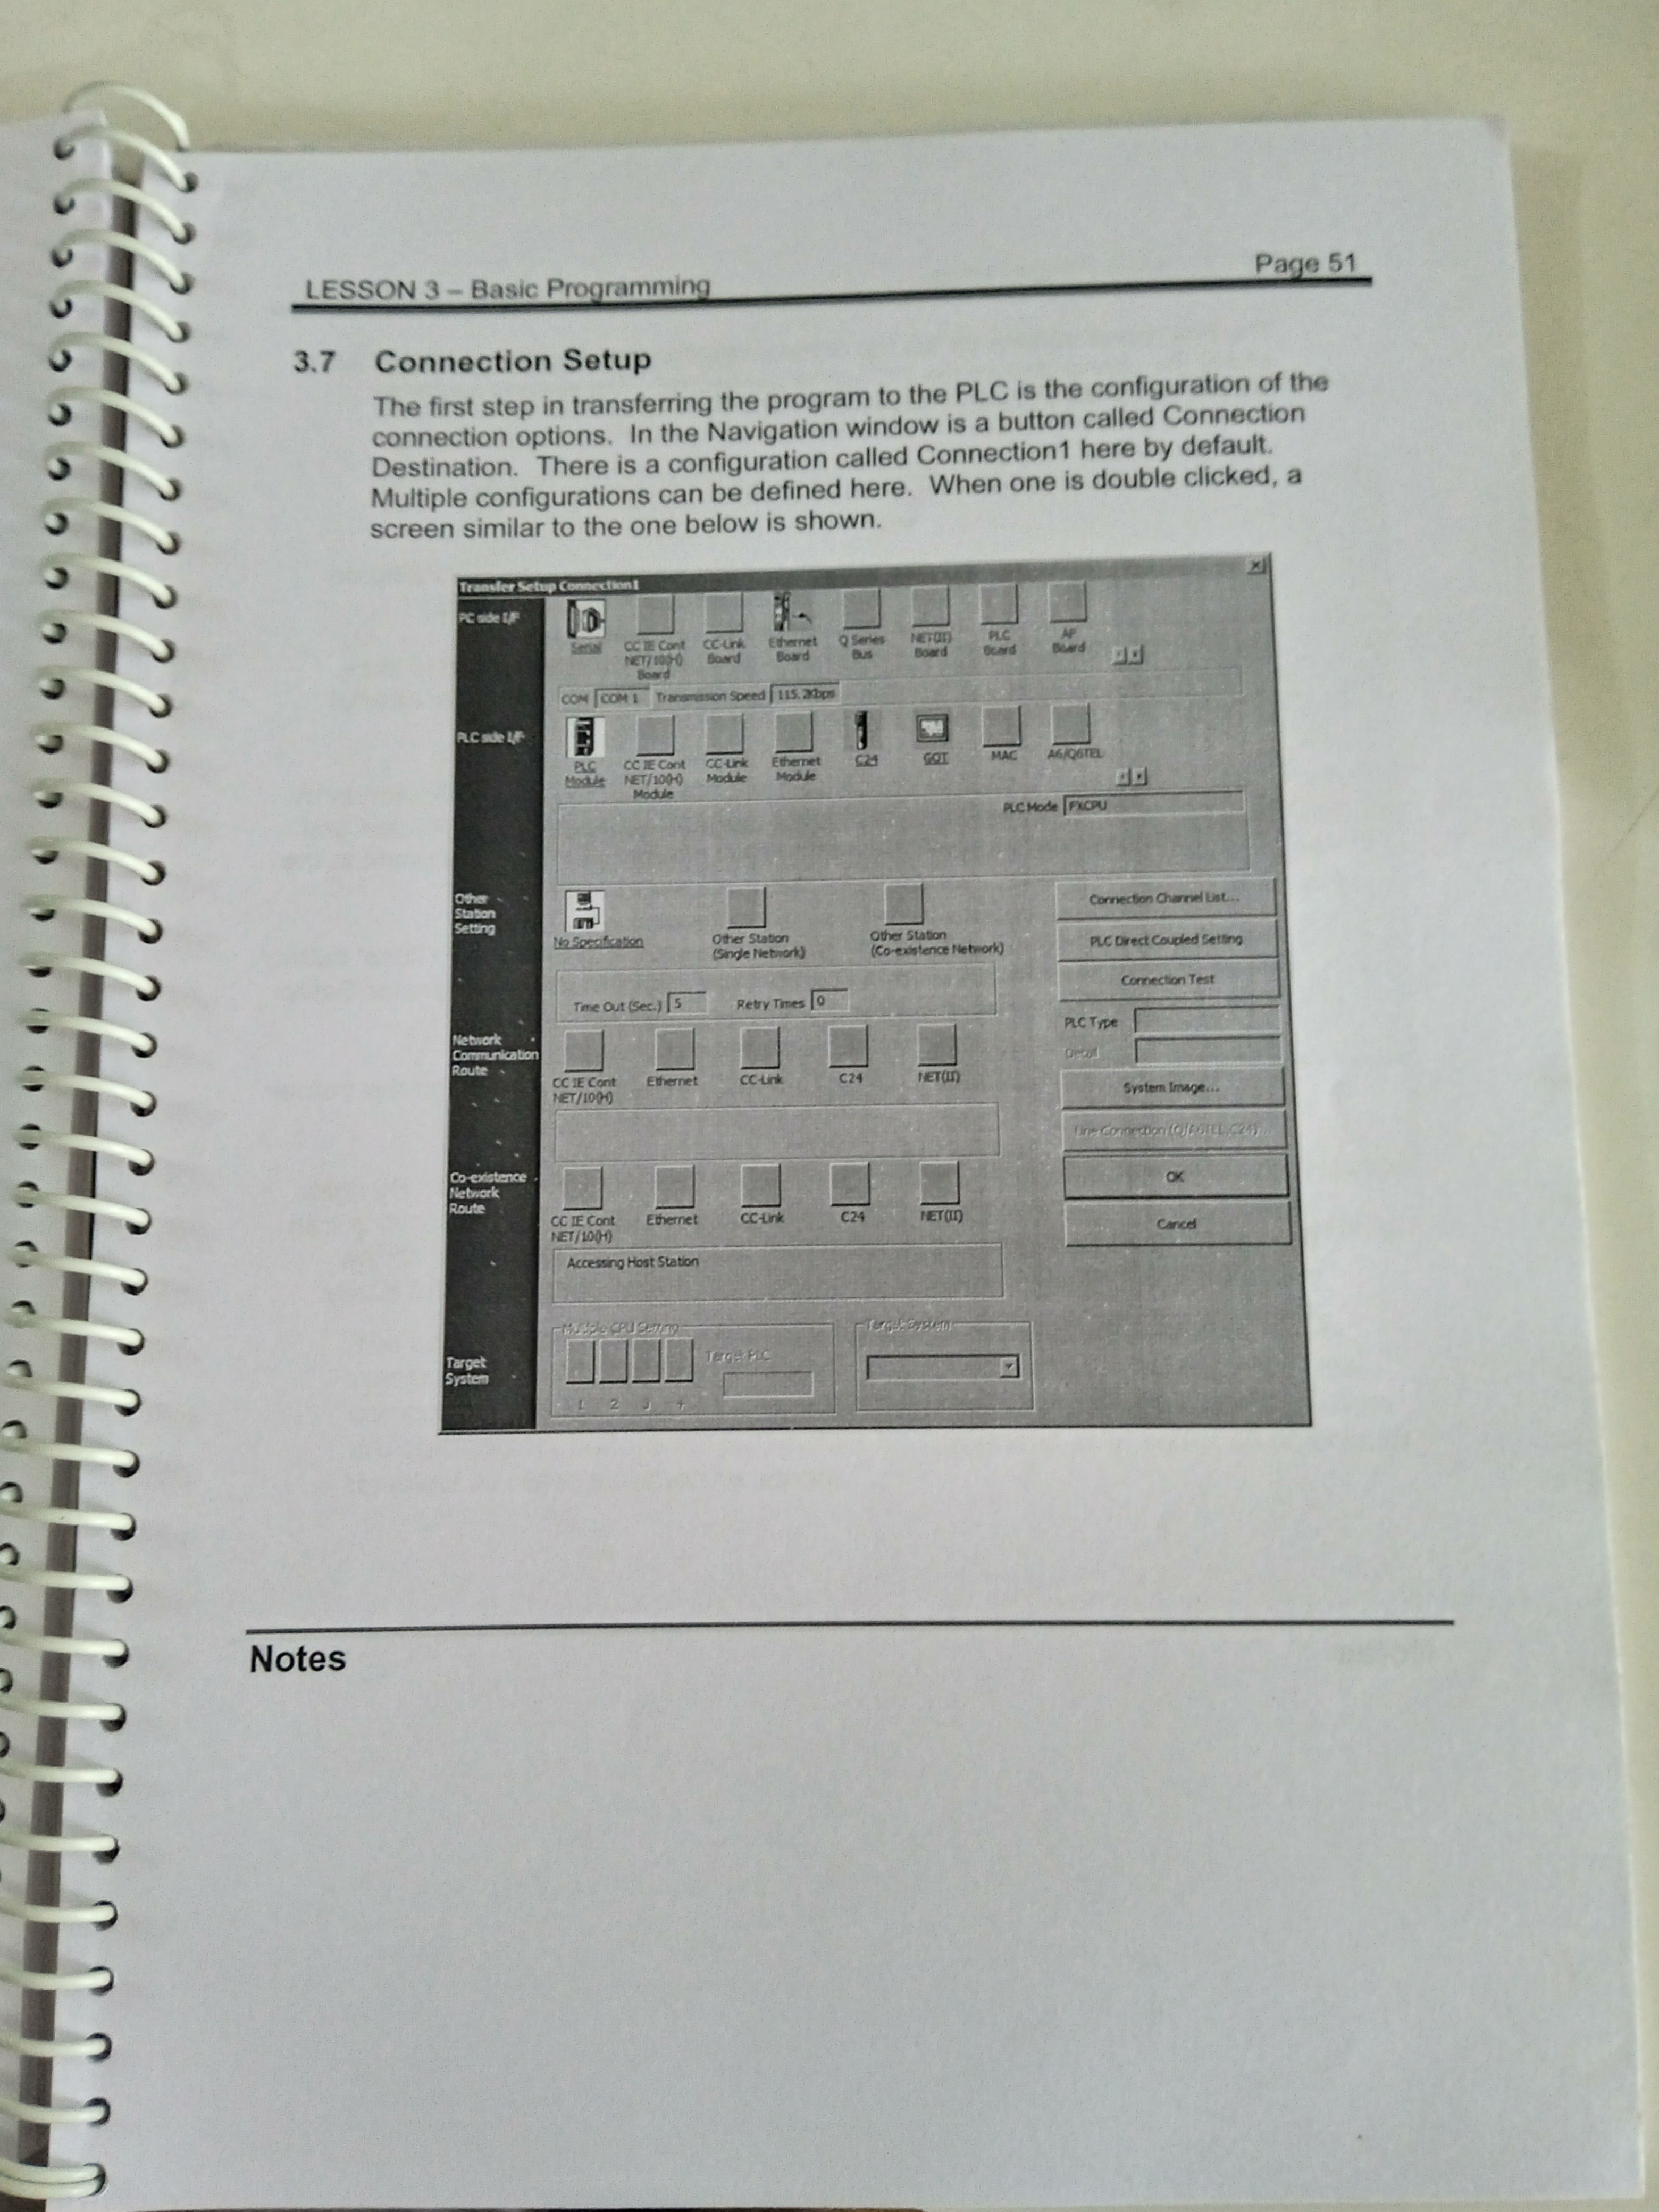 LESSON 3 – Basic Programming
Page 51
3.7 Connection Setup
The first step in transferring the program to the PLC is the configuration of the
connection options. In the Navigation window is a button called Connection
Destination. There is a configuration called Connection1 here by default.
Multiple configurations can be defined here. When one is double clicked, a
screen similar to the one below is shown.
Transfer Setup Connection1
PC side I/F
Serial
CC IE Cont
NET/10(H)
Board
CC-Link
Board
Ethernet
Board
Q Series
Bus
NET(II)
Board
PLC
Board
AF
Board
COM COM 1 Transmission Speed 115.2Kbps
PLC side I/F
PLC
Module
CC IE Cont
NET/10(H)
Module
CC-Link
Module
Ethernet
Module
C24
GOT
MAC
A6/Q6TEL
PLC Mode FXCPU
Other
Station
Setting
No Specification
Other Station
(Single Network)
Other Station
(Co-existence Network)
Connection Channel List...
PLC Direct Coupled Setting
Connection Test
Time Out (Sec.) 5 Retry Times 0
PLC Type
Detail
Network
Communication
Route
CC IE Cont
NET/10(H)
Ethernet
CC-Link
C24
NET(II)
System Image...
Line Connection (Q/A6TEL,C24)...
OK
Cancel
Co-existence
Network
Route
CC IE Cont
NET/10(H)
Ethernet
CC-Link
C24
NET(II)
Accessing Host Station
Target
System
Multiple CPU Setting
Target PLC
1 2 3 4
Target System
Notes